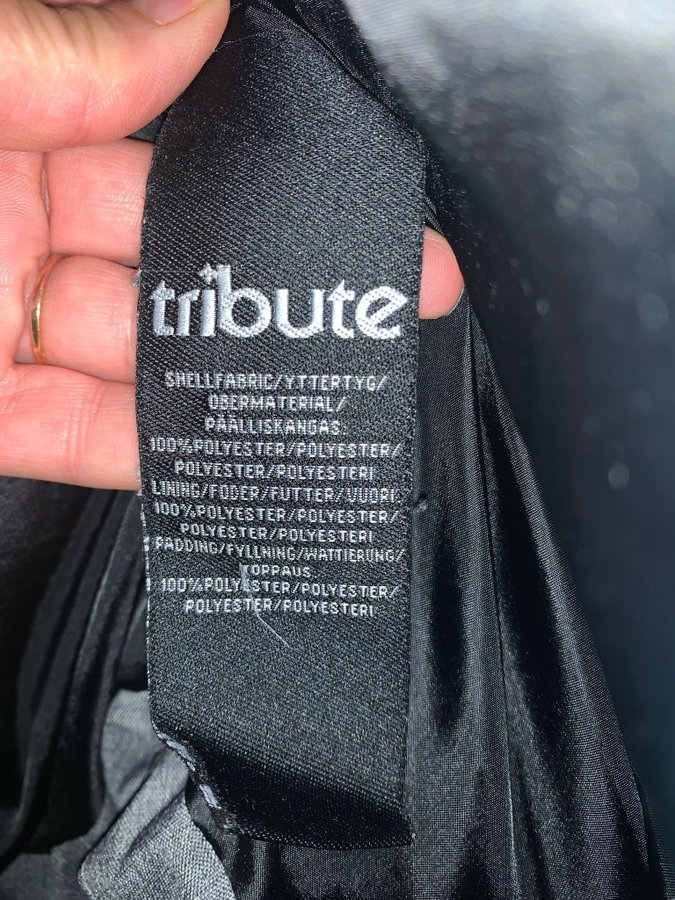 tribute
SHELLFABRIC/YTTERTYG/
OBERMATERIAL/
PÄÄLLISKANGAS
100%POLYESTER/POLYESTER/
POLYESTER/POLYESTERI
LINING/FODER/FUTTER/VUORI
100%POLYESTER/POLYESTER/
POLYESTER/POLYESTERI
PADDING/FYLLNING/WATTIERUNG/
TOPPAUS
100%POLYESTER/POLYESTER/
POLYESTER/POLYESTERI